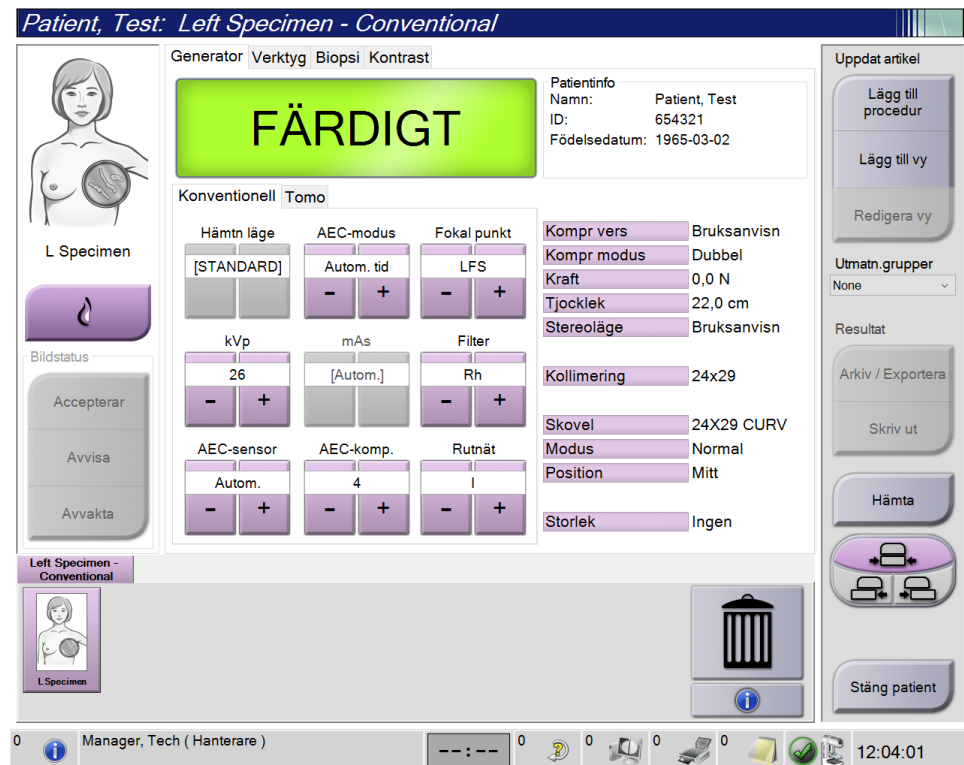 Patient, Test: Left Specimen - Conventional
L Specimen
Bildstatus
Accepterar
Avvisa
Avvakta
Generator Verktyg Biopsi Kontrast
FÄRDIGT
Patientinfo
Namn: Patient, Test
ID: 654321
Födelsedatum: 1965-03-02
Konventionell Tomo
Hämtn läge AEC-modus Fokal punkt
[STANDARD] Autom. tid LFS
- + - +
kVp mAs Filter
26 [Autom.] Rh
- + - +
AEC-sensor AEC-komp. Rutnät
Autom. 4 I
- + - + - +
Kompr vers Bruksanvisn
Kompr modus Dubbel
Kraft 0,0 N
Tjocklek 22,0 cm
Stereoläge Bruksanvisn
Kollimering 24x29
Skovel 24X29 CURV
Modus Normal
Position Mitt
Storlek Ingen
Uppdat artikel
Lägg till
procedur
Lägg till vy
Redigera vy
Utmatn.grupper
None
Resultat
Arkiv / Exportera
Skriv ut
Hämta
Stäng patient
Left Specimen -
Conventional
L Specimen
0 Manager, Tech ( Hanterare ) --:-- 0 0 0 0 12:04:01